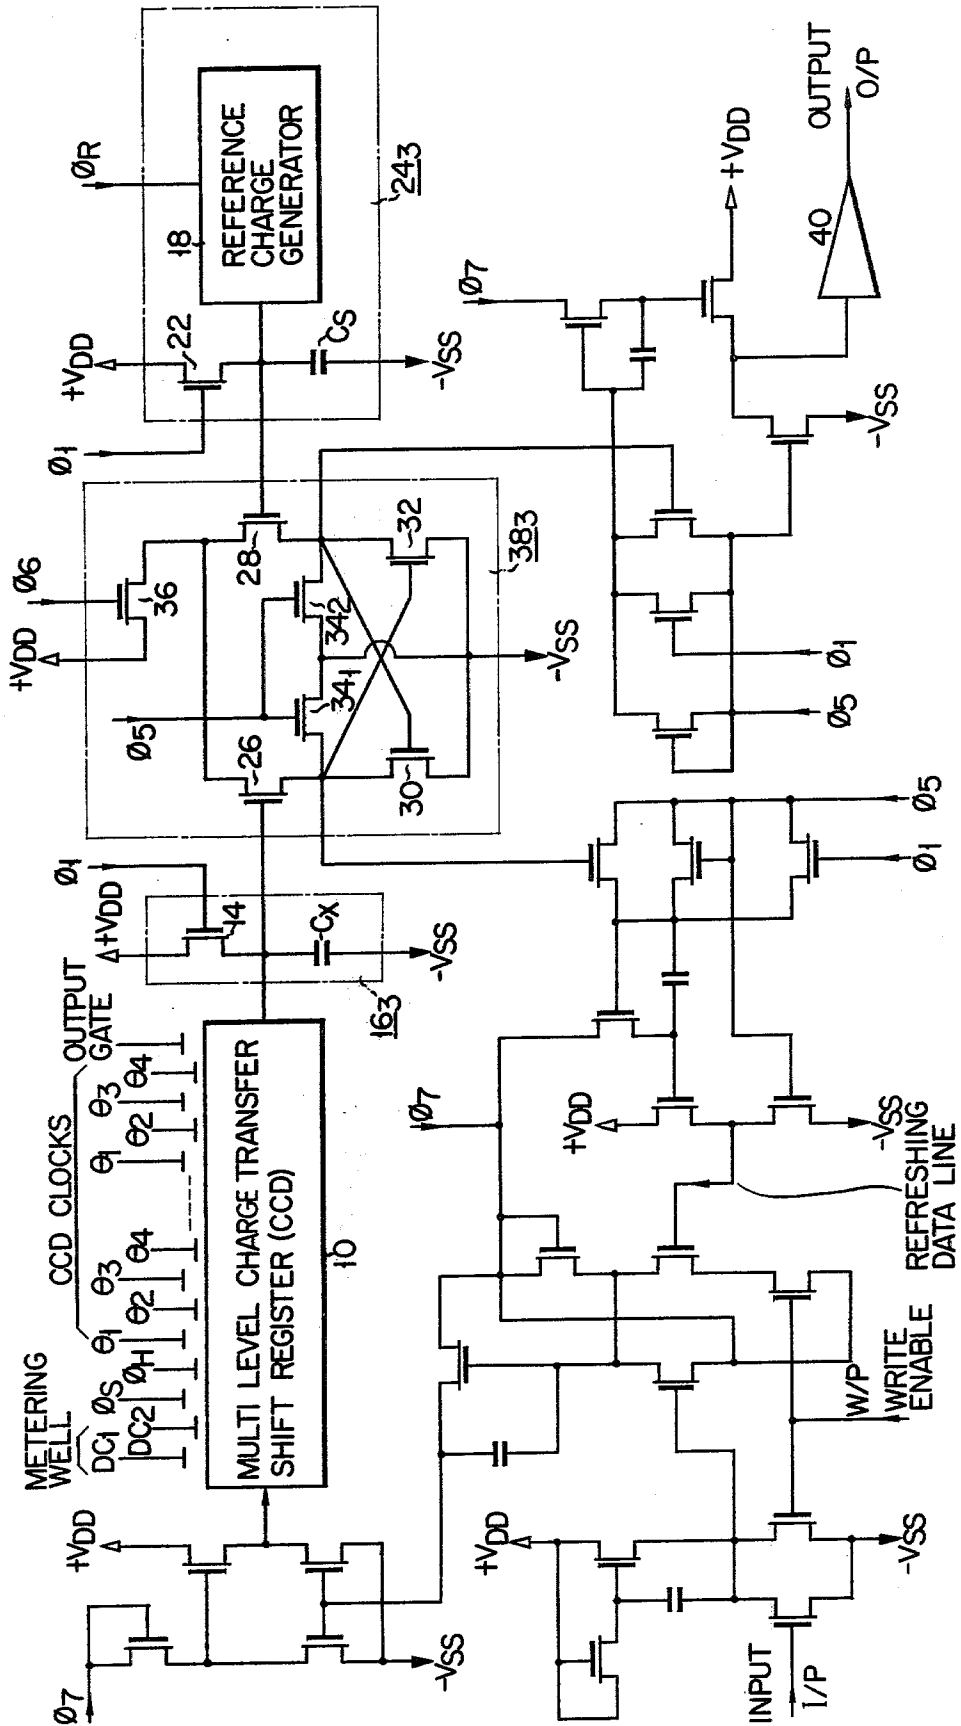 Ø7
+VDD
-VSS
METERING
WELL
DC1
DC2
ØS
ØH
CCD CLOCKS
θ1
θ2
θ3
θ4
θ1
θ2
θ3
θ4
OUTPUT
GATE
MULTI LEVEL CHARGE TRANSFER
SHIFT REGISTER (CCD)
10
+VDD
Ø1
14
CX
163
-VSS
+VDD
Ø6
Ø5
36
26
28
341
342
30
32
383
-VSS
Ø1
+VDD
22
CS
-VSS
18
ØR
REFERENCE
CHARGE
GENERATOR
243
INPUT
I/P
+VDD
-VSS
W/P
WRITE
ENABLE
Ø7
+VDD
-VSS
REFRESHING
DATA LINE
Ø1
Ø5
Ø5
Ø1
Ø7
+VDD
-VSS
40
OUTPUT
O/P